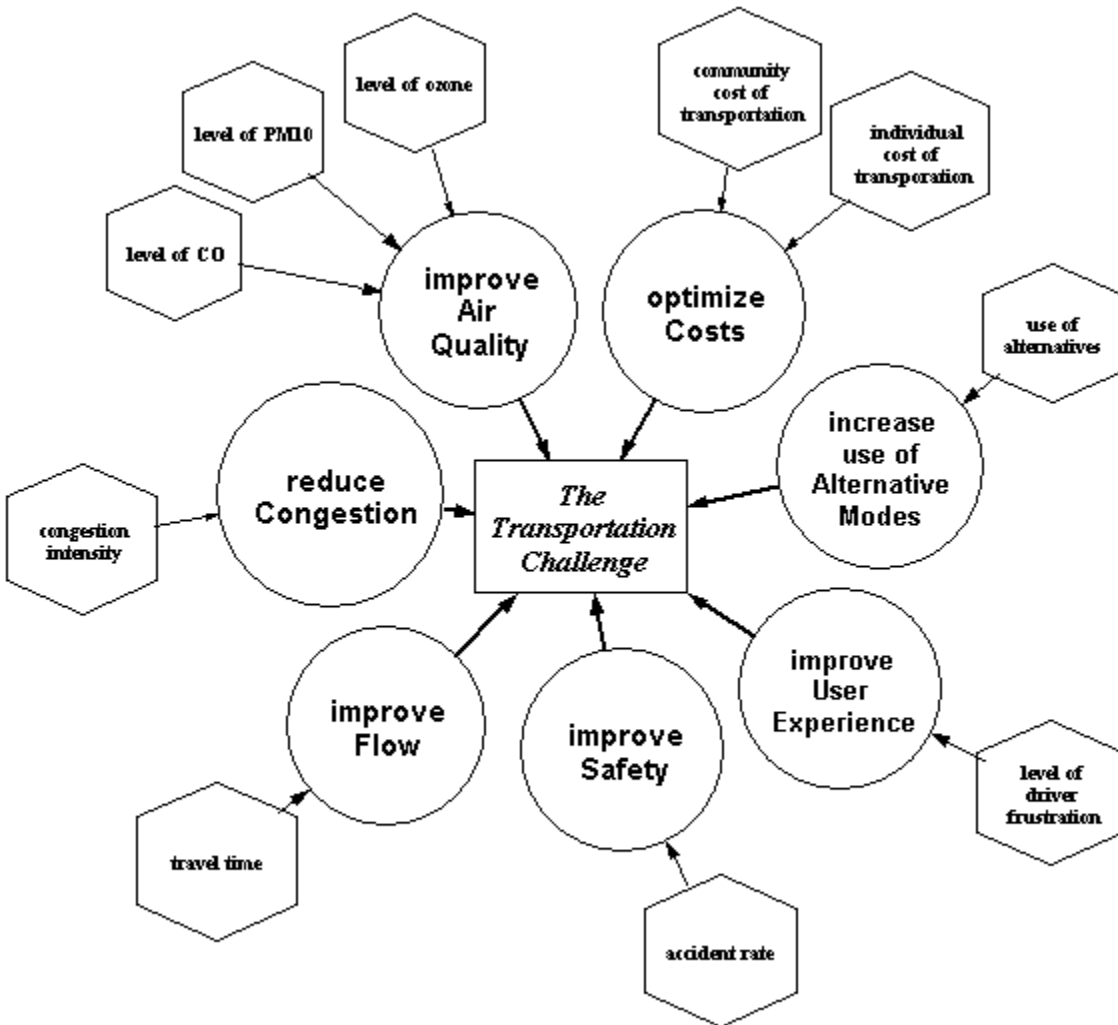 level of ozone
community
cost of
transportation
level of PM10
individual
cost of
transporation
level of CO
improve
Air
Quality
optimize
Costs
use of
alternatives
increase
use of
Alternative
Modes
reduce
Congestion
The
Transportation
Challenge
congestion
intensity
improve
User
Experience
improve
Flow
improve
Safety
level of
driver
frustration
travel time
accident rate